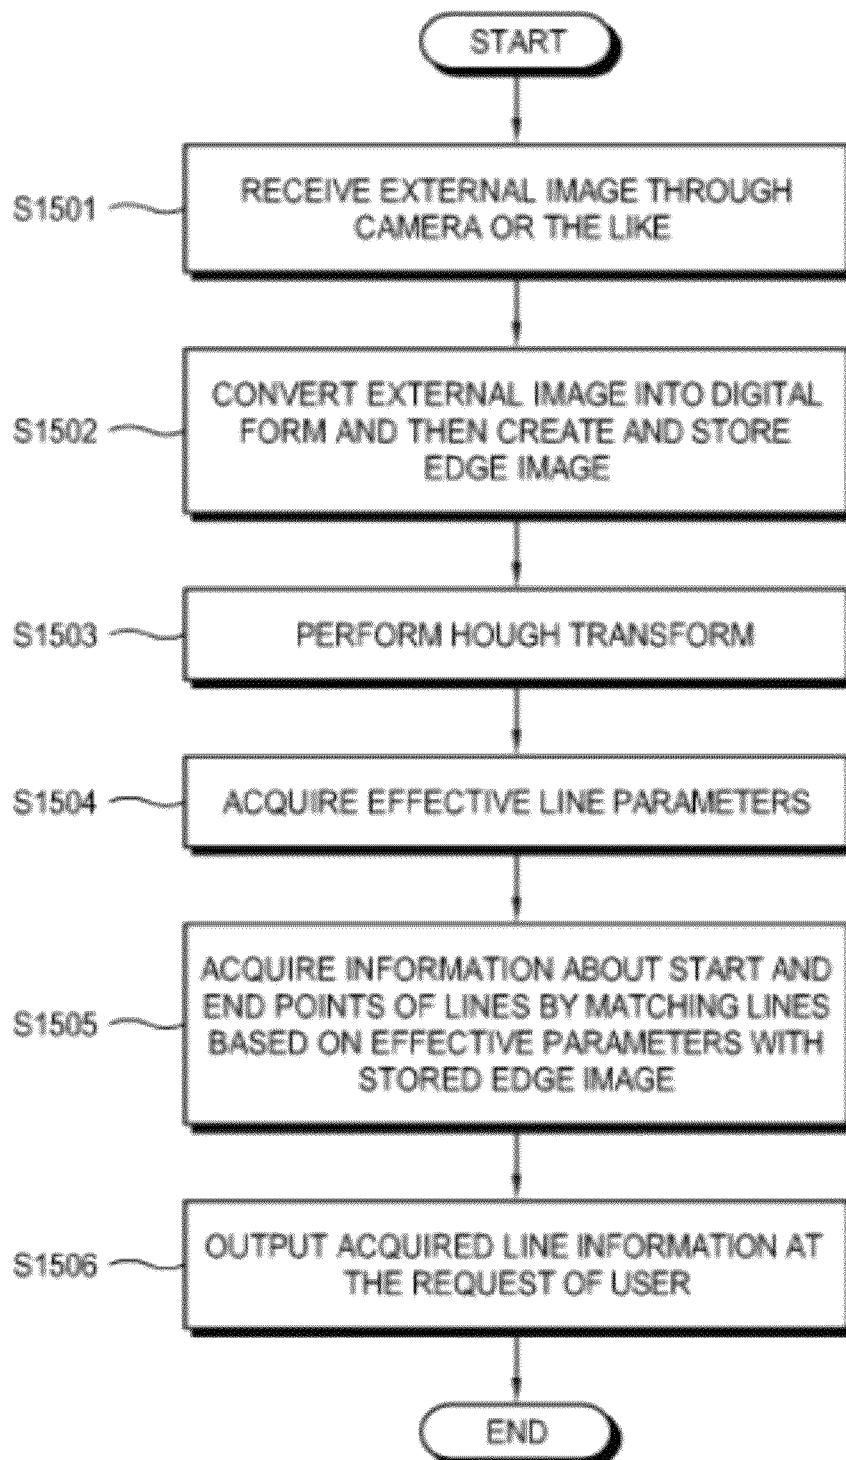 START
S1501
RECEIVE EXTERNAL IMAGE THROUGH
CAMERA OR THE LIKE
S1502
CONVERT EXTERNAL IMAGE INTO DIGITAL
FORM AND THEN CREATE AND STORE
EDGE IMAGE
S1503
PERFORM HOUGH TRANSFORM
S1504
ACQUIRE EFFECTIVE LINE PARAMETERS
S1505
ACQUIRE INFORMATION ABOUT START AND
END POINTS OF LINES BY MATCHING LINES
BASED ON EFFECTIVE PARAMETERS WITH
STORED EDGE IMAGE
S1506
OUTPUT ACQUIRED LINE INFORMATION AT
THE REQUEST OF USER
END